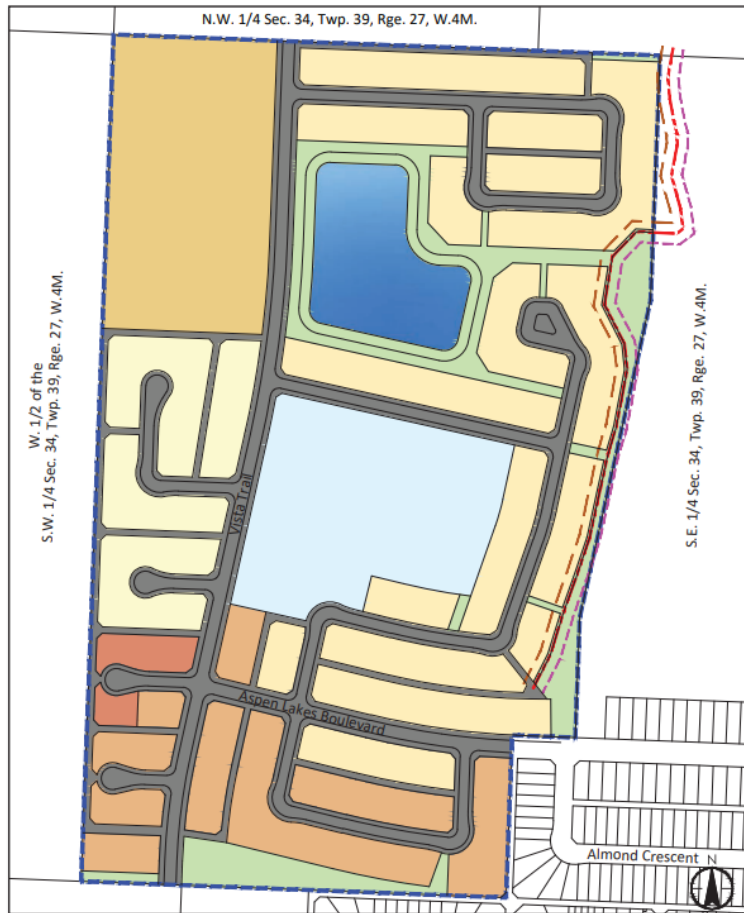 N.W. 1/4 Sec. 34, Twp. 39, Rge. 27, W.4M.
W. 1/2 of the
S.W. 1/4 Sec. 34, Twp. 39, Rge. 27, W.4M.
S.E. 1/4 Sec. 34, Twp. 39, Rge. 27, W.4M.
Vista Trail
Aspen Lakes Boulevard
Almond Crescent
N